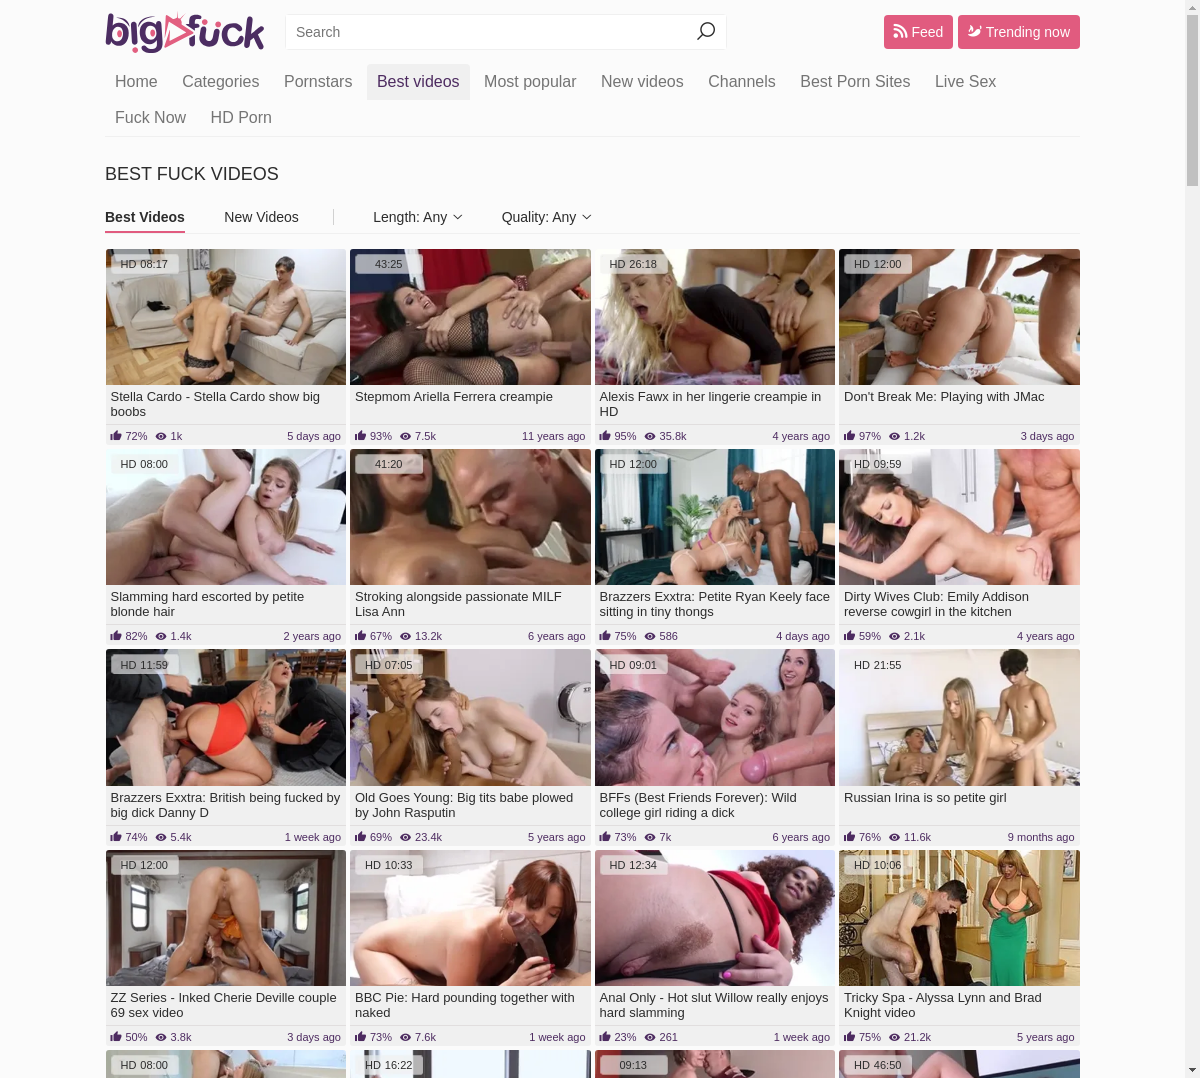 bigfuck
Search
Feed
Trending now
Home Categories Pornstars Best videos Most popular New videos Channels Best Porn Sites Live Sex
Fuck Now HD Porn
BEST FUCK VIDEOS
Best Videos New Videos Length: Any Quality: Any
HD 08:17
Stella Cardo - Stella Cardo show big
boobs
72% 1k 5 days ago
43:25
Stepmom Ariella Ferrera creampie
93% 7.5k 11 years ago
HD 26:18
Alexis Fawx in her lingerie creampie in
HD
95% 35.8k 4 years ago
HD 12:00
Don't Break Me: Playing with JMac
97% 1.2k 3 days ago
HD 08:00
Slamming hard escorted by petite
blonde hair
82% 1.4k 2 years ago
41:20
Stroking alongside passionate MILF
Lisa Ann
67% 13.2k 6 years ago
HD 12:00
Brazzers Exxtra: Petite Ryan Keely face
sitting in tiny thongs
75% 586 4 days ago
HD 09:59
Dirty Wives Club: Emily Addison
reverse cowgirl in the kitchen
59% 2.1k 4 years ago
HD 11:59
Brazzers Exxtra: British being fucked by
big dick Danny D
74% 5.4k 1 week ago
HD 07:05
Old Goes Young: Big tits babe plowed
by John Rasputin
69% 23.4k 5 years ago
HD 09:01
BFFs (Best Friends Forever): Wild
college girl riding a dick
73% 7k 6 years ago
HD 21:55
Russian Irina is so petite girl
76% 11.6k 9 months ago
HD 12:00
ZZ Series - Inked Cherie Deville couple
69 sex video
50% 3.8k 3 days ago
HD 10:33
BBC Pie: Hard pounding together with
naked
73% 7.6k 1 week ago
HD 12:34
Anal Only - Hot slut Willow really enjoys
hard slamming
23% 261 1 week ago
HD 10:06
Tricky Spa - Alyssa Lynn and Brad
Knight video
75% 21.2k 5 years ago
HD 08:00
HD 16:22
09:13
HD 46:50